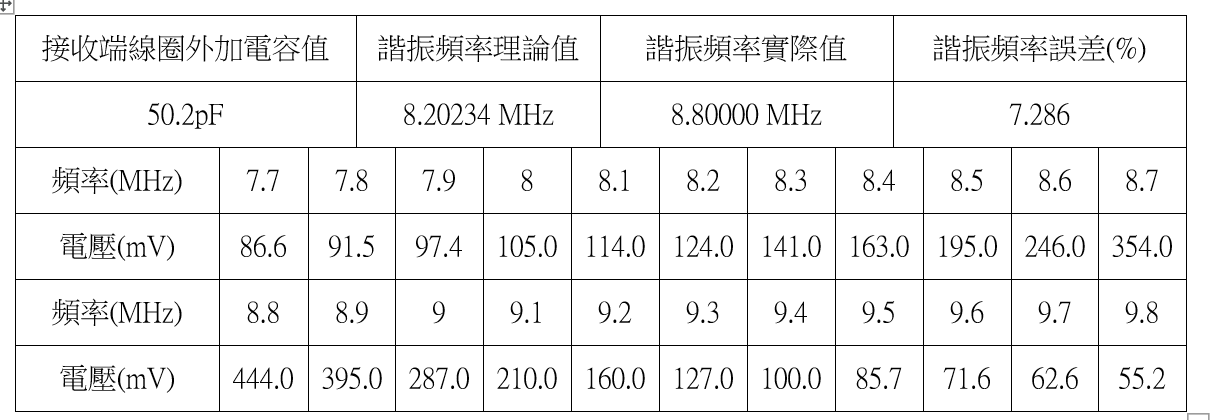 接收端線圈外加電容值 諧振頻率理論值 諧振頻率實際值 諧振頻率誤差(%)
50.2pF 8.20234 MHz 8.80000 MHz 7.286
頻率(MHz) 7.7 7.8 7.9 8 8.1 8.2 8.3 8.4 8.5 8.6 8.7
電壓(mV) 86.6 91.5 97.4 105.0 114.0 124.0 141.0 163.0 195.0 246.0 354.0
頻率(MHz) 8.8 8.9 9 9.1 9.2 9.3 9.4 9.5 9.6 9.7 9.8
電壓(mV) 444.0 395.0 287.0 210.0 160.0 127.0 100.0 85.7 71.6 62.6 55.2